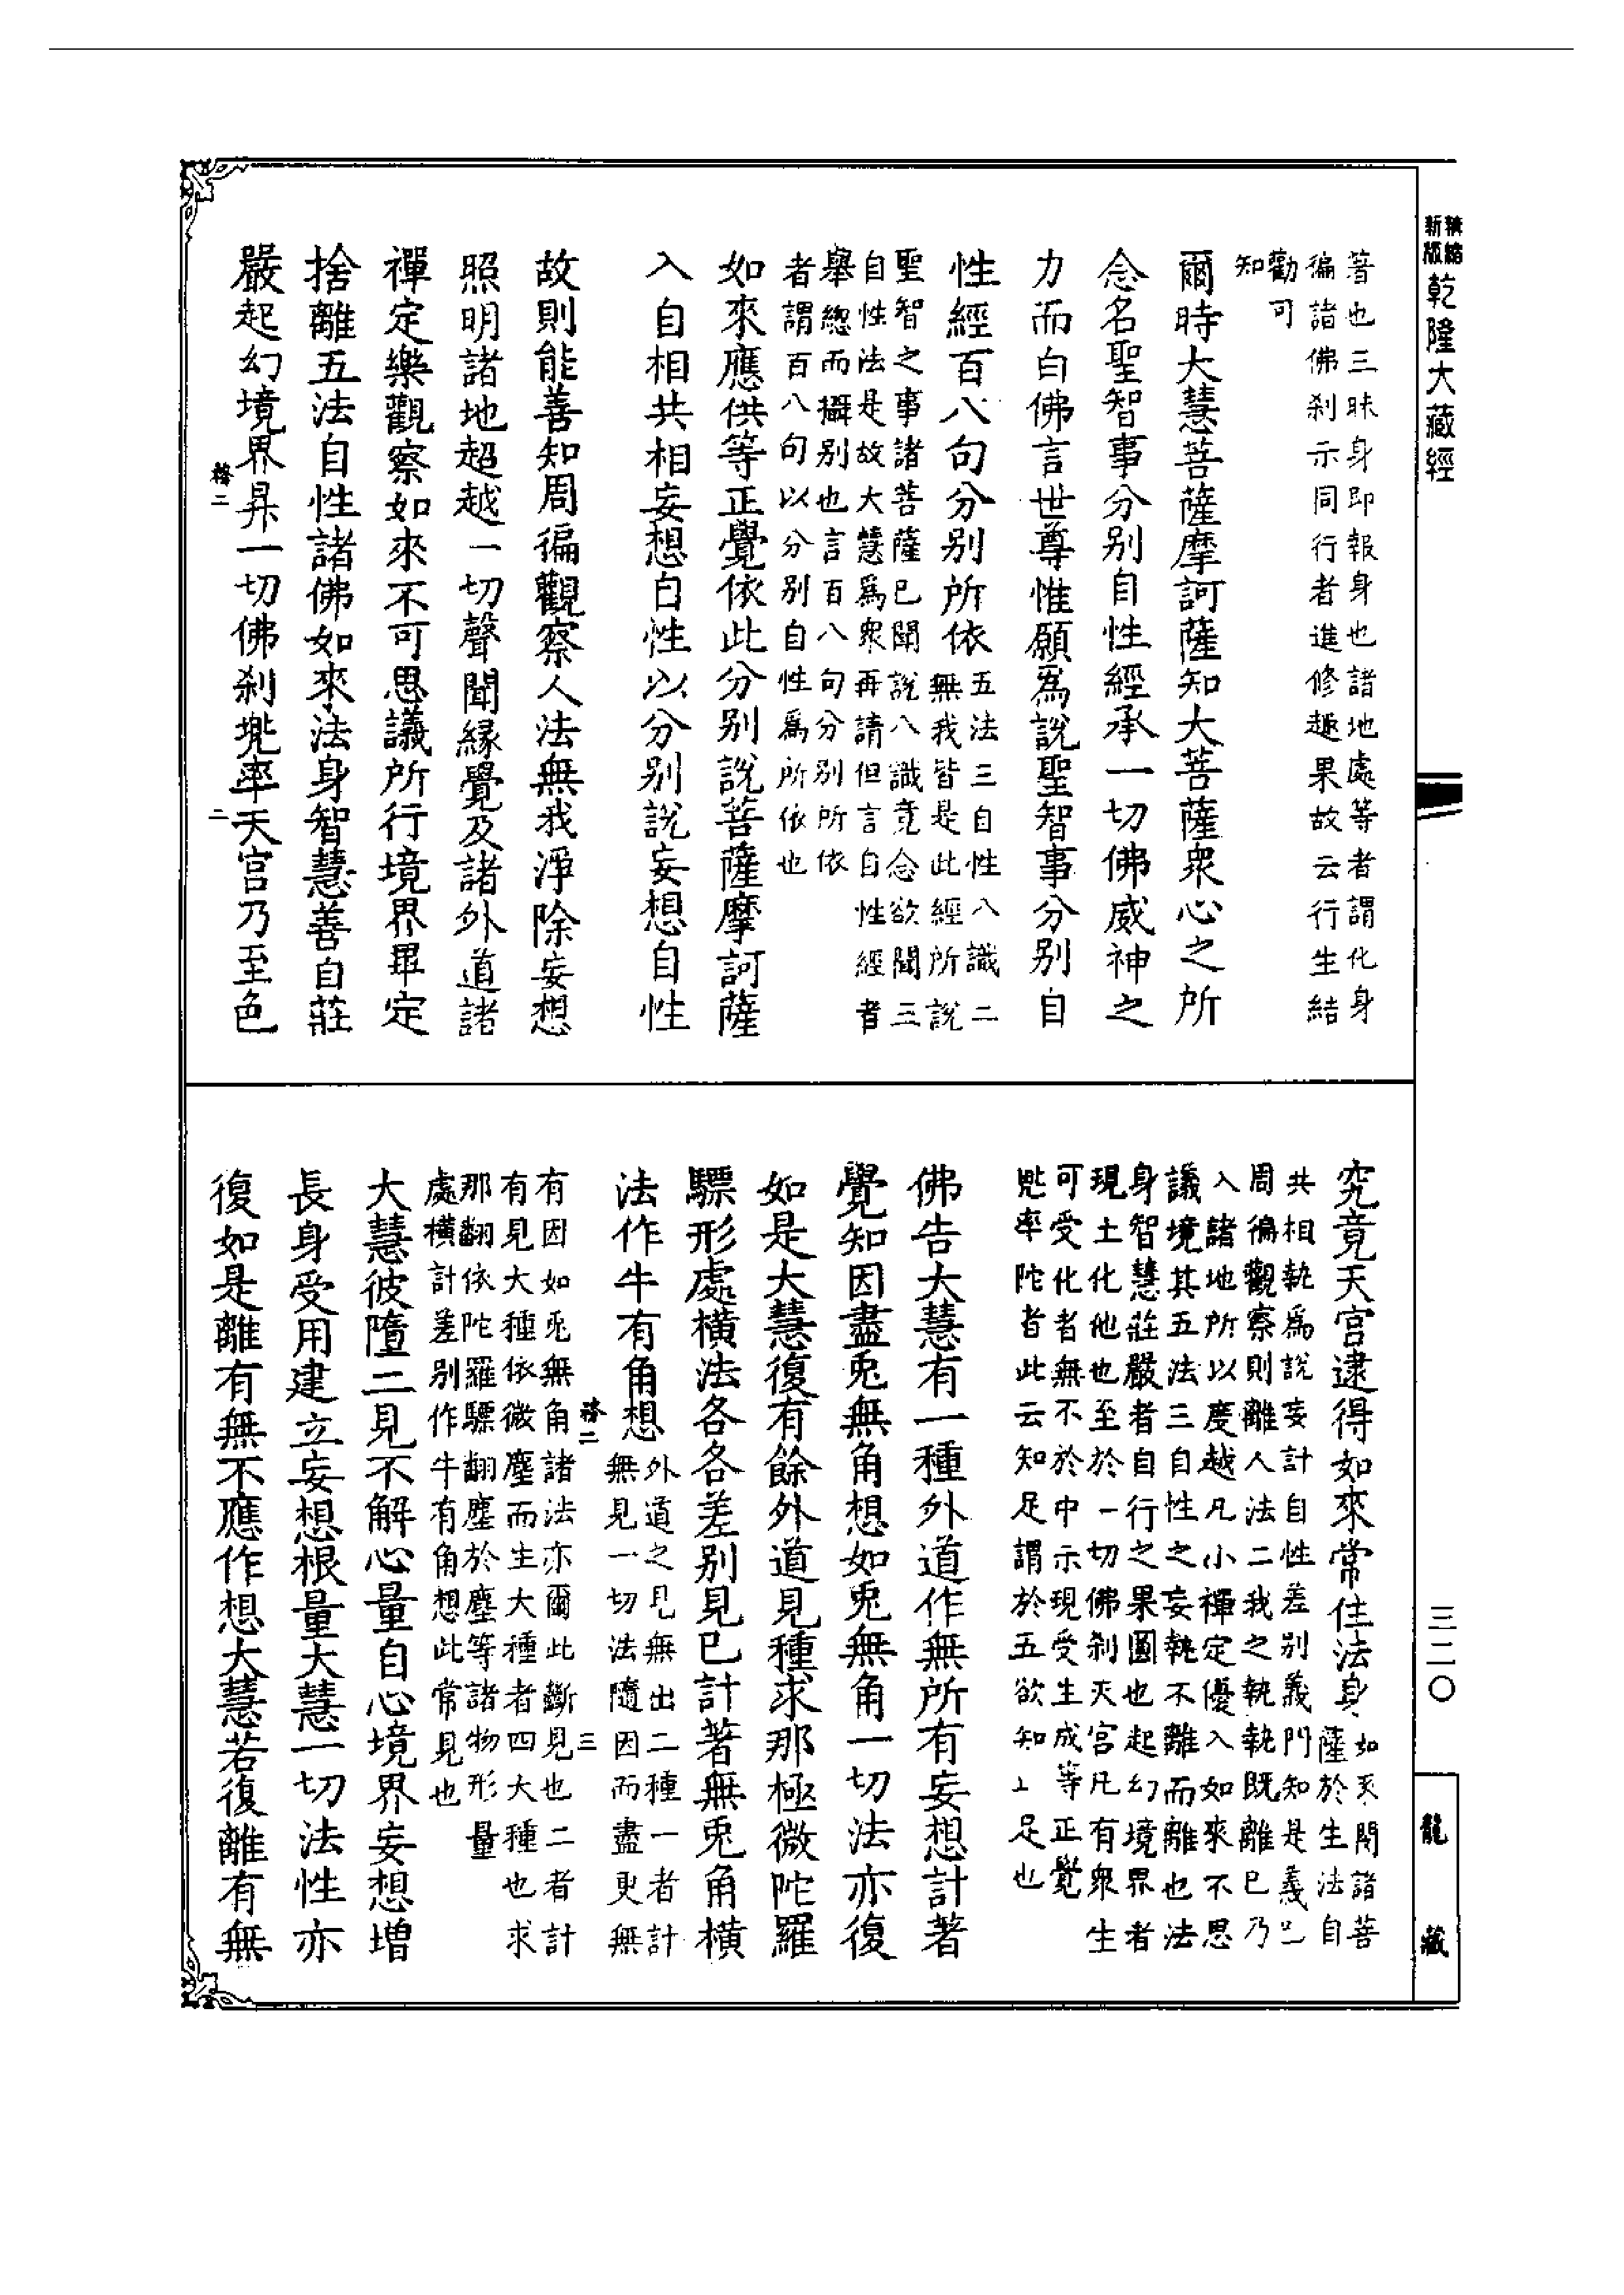 新版
精縮
乾隆大藏經
菩也三昧身即報身也諸地處等者謂化身
徧諸佛刹示同行者進修趣果故云行生結
勸可
知
爾時大慧菩薩摩訶薩知大菩薩衆心之所
念名聖智事分别自性經承一切佛威神之
力而白佛言世尊惟願爲說聖智事分别自
性經百八句分别所依
五法三自性八識二
無我皆是此經所說
聖智之事諸菩薩已聞說八識竟念欲聞三
自性法是故大慧爲衆再請但言自性經者
舉總而攝别也言百八句分别所依
者謂百八句以分别自性爲所依也
如來應供等正覺依此分别說菩薩摩訶薩
入自相共相妄想自性以分别說妄想自性
故則能善知周徧觀察人法無我淨除妄想
照明諸地超越一切聲聞緣覺及諸外道諸
禪定樂觀察如來不可思議所行境界畢定
捨離五法自性諸佛如來法身智慧善自莊
嚴起幻境界昇一切佛刹兠率天宫乃至色
二
究竟天宫逮得如來常住法身
如來開諸菩
薩於生法自
共相執爲說妄計自性差别義門知是義已
周徧觀察則離人法二我之執執既離已乃
入諸地所以度越凡小禪定優入如來不思
議境其五法三自性之妄執不離而離也法
身智慧莊嚴者自行之果圓也起幻境界者
現土化他也至於一切佛刹天宫凡有衆生
可受化者無不於中示現受生成等正覺
兠率陀者此云知足謂於五欲知止足也
佛告大慧有一種外道作無所有妄想計著
覺知因盡兎無角想如兎無角一切法亦復
如是大慧復有餘外道見種求那極微陀羅
驃形處橫法各各差别見已計著無兎角橫
法作牛有角想
外道之見無出二種一者計
無見一切法隨因而盡更無
三
有因如兎無角諸法亦爾此斷見也二者計
有見大種依微塵而生大種者四大種也求
那翻依陀羅驃翻塵於塵等諸物形量
處橫計差别作牛有角想此常見也
大慧彼墮二見不解心量自心境界妄想增
長身受用建立妄想根量大慧一切法性亦
復如是離有無不應作想大慧若復離有無
三二〇
龍藏